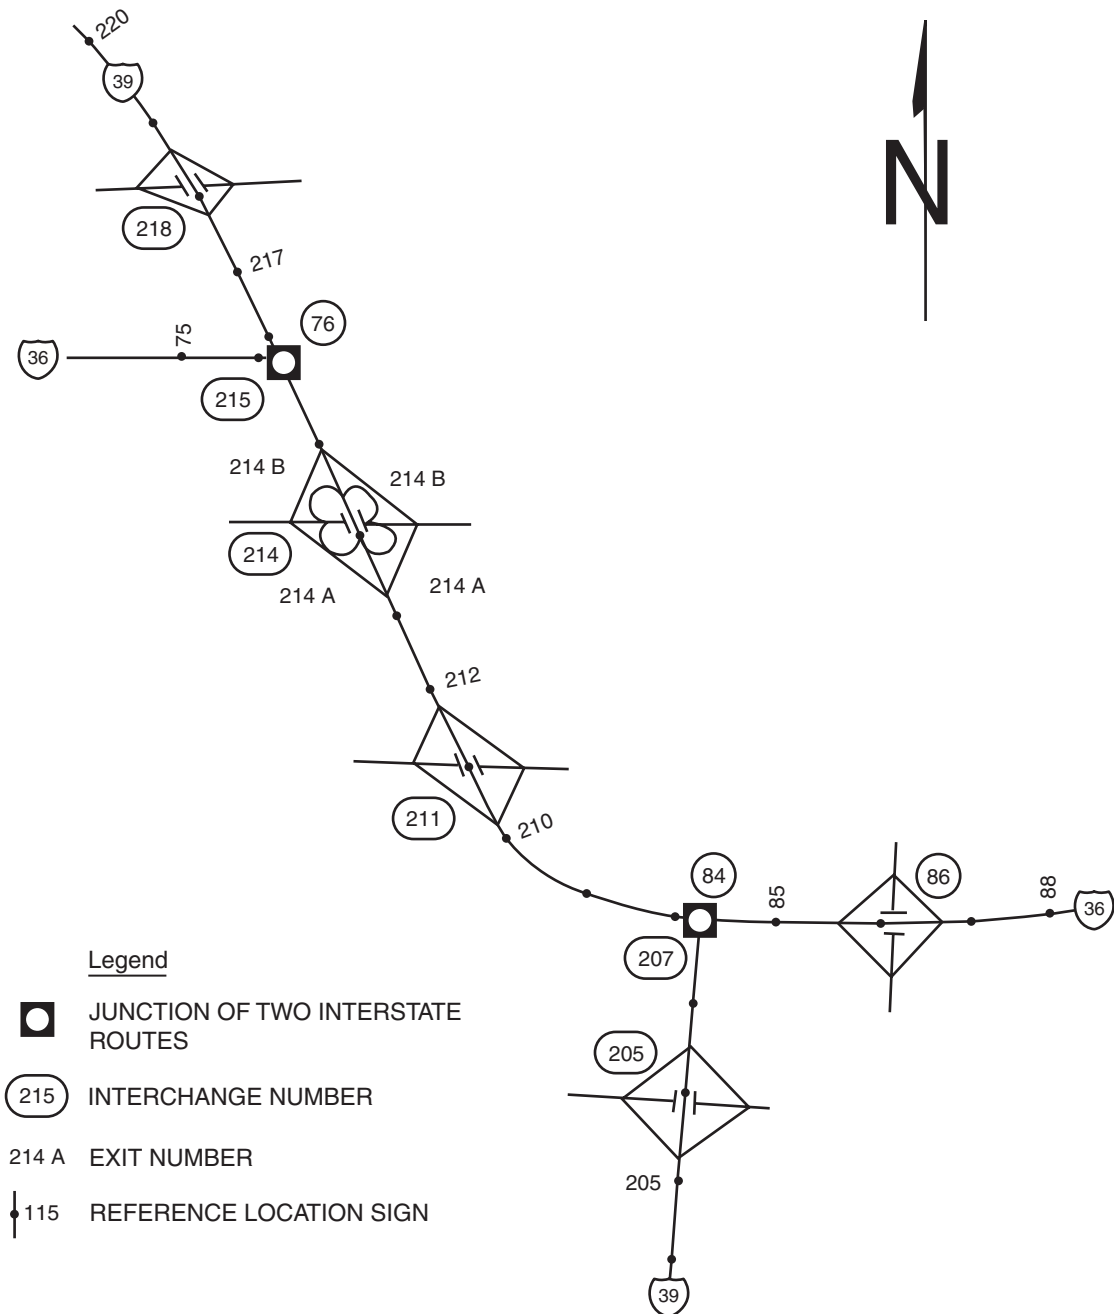 220
39
N
218
217
76
75
36
215
214 B
214 B
214
214 A
214 A
212
211
210
84
85
86
88
36
207
205
205
39
Legend
JUNCTION OF TWO INTERSTATE
ROUTES
215 INTERCHANGE NUMBER
214 A EXIT NUMBER
115 REFERENCE LOCATION SIGN